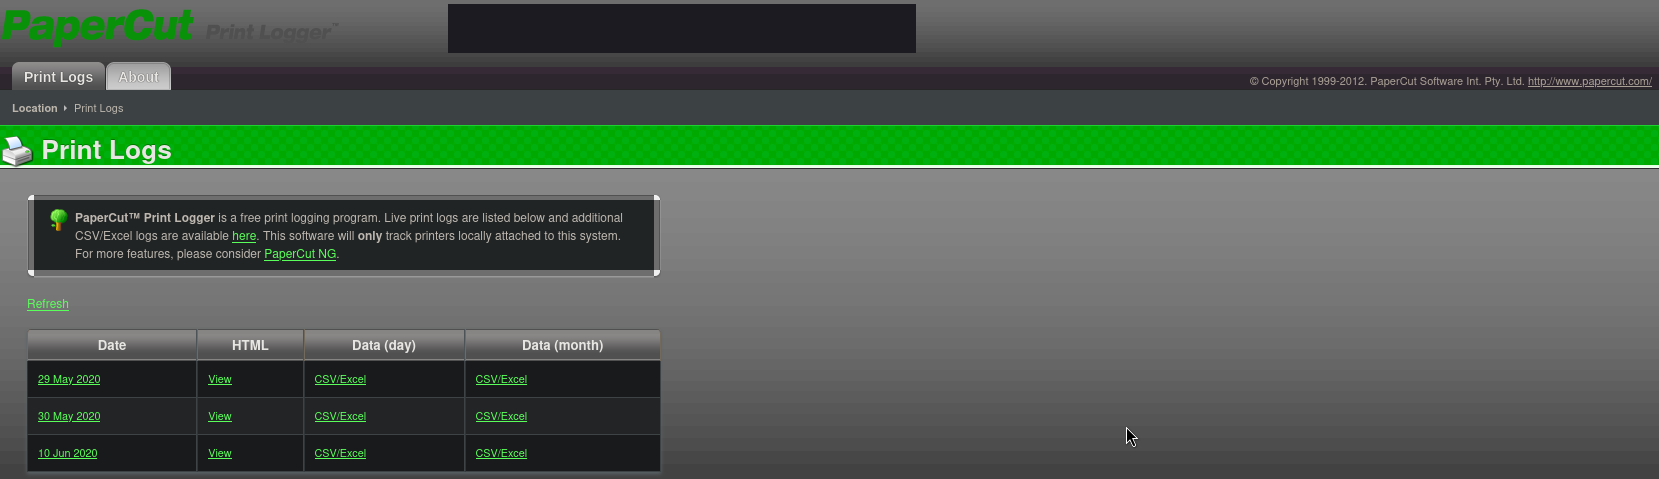 PaperCut Print Logger™
Print Logs About
© Copyright 1999-2012. PaperCut Software Int. Pty. Ltd. http://www.papercut.com/
Location Print Logs
Print Logs
PaperCut™ Print Logger is a free print logging program. Live print logs are listed below and additional
CSV/Excel logs are available here. This software will only track printers locally attached to this system.
For more features, please consider PaperCut NG.
Refresh
Date HTML Data (day) Data (month)
29 May 2020 View CSV/Excel CSV/Excel
30 May 2020 View CSV/Excel CSV/Excel
10 Jun 2020 View CSV/Excel CSV/Excel